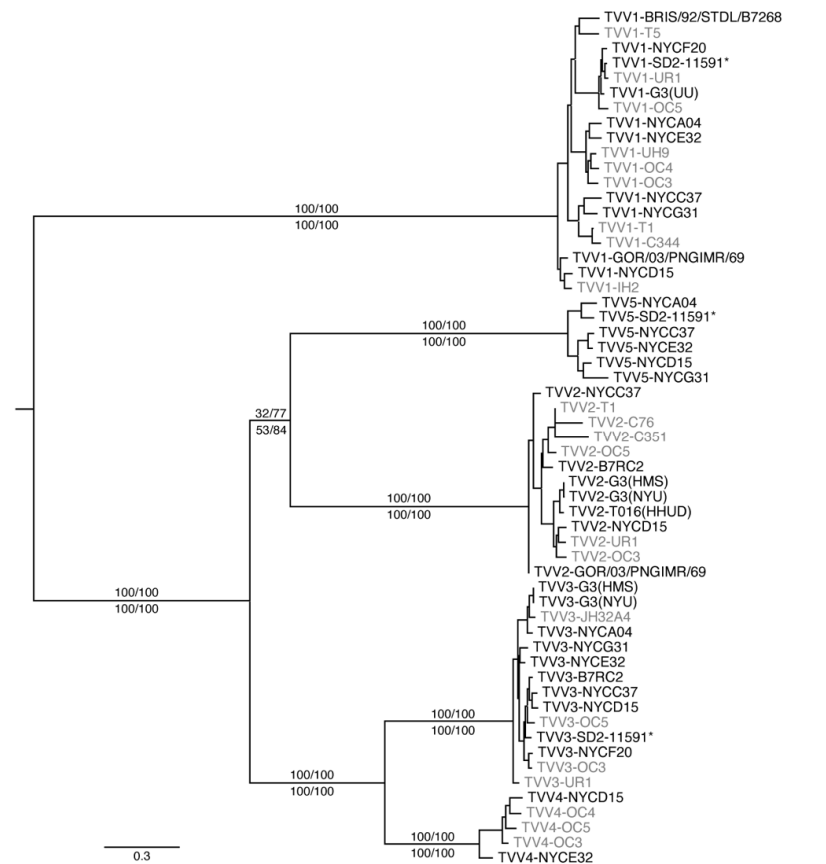 TVV1-BRIS/92/STDL/B7268
TVV1-T5
TVV1-NYCF20
TVV1-SD2-11591*
TVV1-UR1
TVV1-G3(UU)
TVV1-OC5
TVV1-NYCA04
TVV1-NYCE32
TVV1-UH9
TVV1-OC4
TVV1-OC3
TVV1-NYCC37
100/100
TVV1-NYCG31
100/100
TVV1-T1
TVV1-C344
TVV1-GOR/03/PNGIMR/69
TVV1-NYCD15
TVV1-IH2
TVV5-NYCA04
TVV5-SD2-11591*
100/100
TVV5-NYCC37
100/100
TVV5-NYCE32
TVV5-NYCD15
TVV5-NYCG31
TVV2-NYCC37
TVV2-T1
32/77
TVV2-C76
53/84
TVV2-C351
TVV2-OC5
TVV2-B7RC2
TVV2-G3(HMS)
100/100
TVV2-G3(NYU)
100/100
TVV2-T016(HHUD)
TVV2-NYCD15
TVV2-UR1
TVV2-OC3
TVV2-GOR/03/PNGIMR/69
TVV3-G3(HMS)
100/100
TVV3-G3(NYU)
100/100
TVV3-JH32A4
TVV3-NYCA04
TVV3-NYCG31
TVV3-NYCE32
TVV3-B7RC2
TVV3-NYCC37
TVV3-NYCD15
100/100
TVV3-OC5
100/100
TVV3-SD2-11591*
TVV3-NYCF20
TVV3-OC3
100/100
TVV3-UR1
100/100
TVV4-NYCD15
TVV4-OC4
TVV4-OC5
100/100
TVV4-OC3
100/100
TVV4-NYCE32
0.3